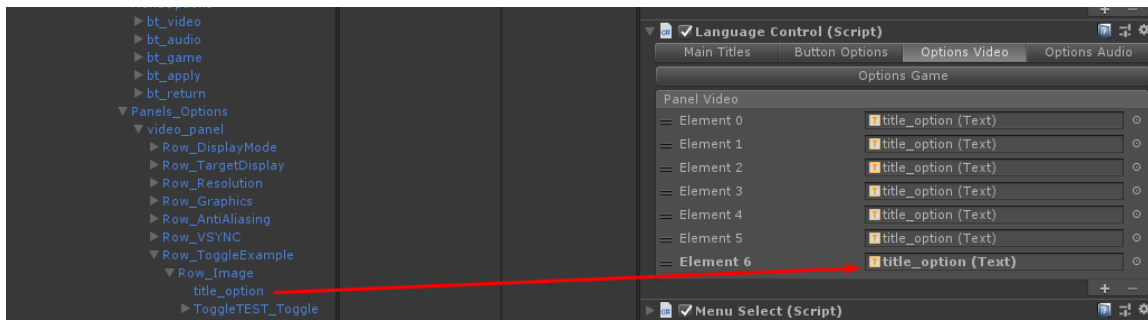 bt_video
bt_audio
bt_game
bt_apply
bt_return
Panels_Options
video_panel
Row_DisplayMode
Row_TargetDisplay
Row_Resolution
Row_Graphics
Row_AntiAliasing
Row_VSYNC
Row_ToggleExample
Row_Image
title_option
ToggleTEST_Toggle
Language Control (Script)
Main Titles Button Options Options Video Options Audio
Options Game
Panel Video
Element 0 title_option (Text)
Element 1 title_option (Text)
Element 2 title_option (Text)
Element 3 title_option (Text)
Element 4 title_option (Text)
Element 5 title_option (Text)
Element 6 title_option (Text)
Menu Select (Script)